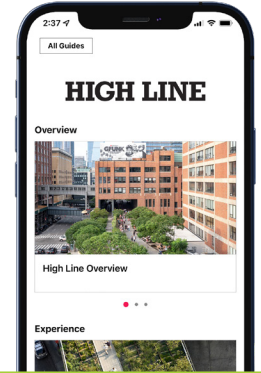 2:37
All Guides
HIGH LINE
Overview
High Line Overview
Experience